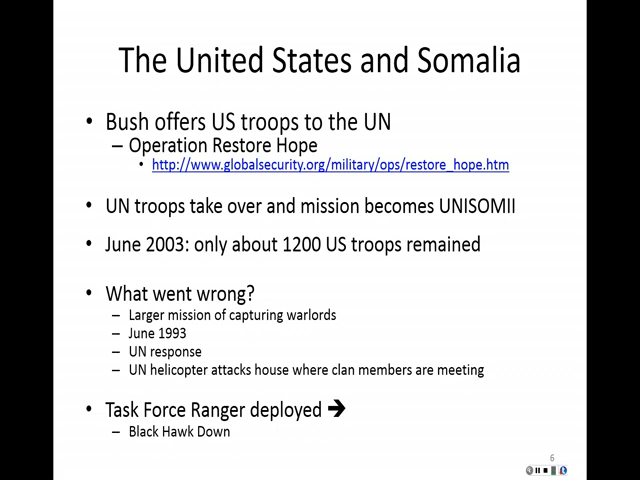 The United States and Somalia
• Bush offers US troops to the UN
– Operation Restore Hope
• http://www.globalsecurity.org/military/ops/restore_hope.htm
• UN troops take over and mission becomes UNISOMII
• June 2003: only about 1200 US troops remained
• What went wrong?
– Larger mission of capturing warlords
– June 1993
– UN response
– UN helicopter attacks house where clan members are meeting
• Task Force Ranger deployed ➔
– Black Hawk Down
6